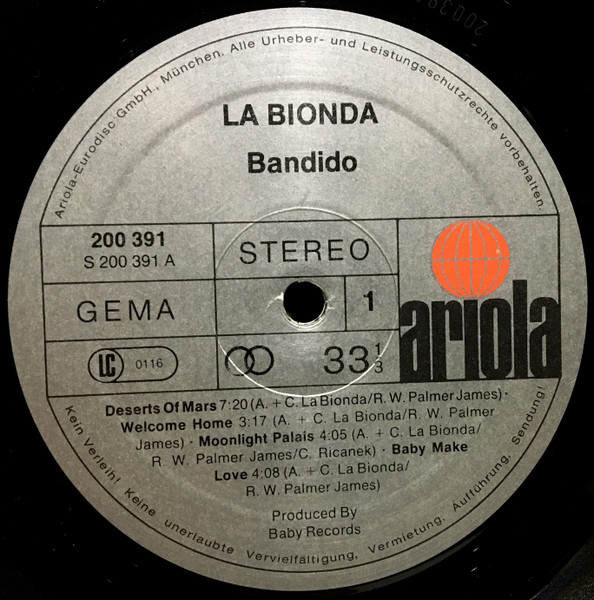 Ariola-Eurodisc GmbH., München. Alle Urheber- und Leistungsschutzrechte vorbehalten.
LA BIONDA
Bandido
200 391
S 200 391 A
STEREO
GEMA
1
LC 0116
33 1/3
ariola
Deserts Of Mars 7:20 (A. + C. La Bionda/R. W. Palmer James) ·
Welcome Home 3:17 (A. + C. La Bionda/R. W. Palmer
James) · Moonlight Palais 4:05 (A. + C. La Bionda/
R. W. Palmer James/C. Ricanek) · Baby Make
Love 4:08 (A. + C. La Bionda/
R. W. Palmer James)
Produced By
Baby Records
Kein Verleih! Keine unerlaubte Vervielfältigung, Vermietung, Aufführung, Sendung!